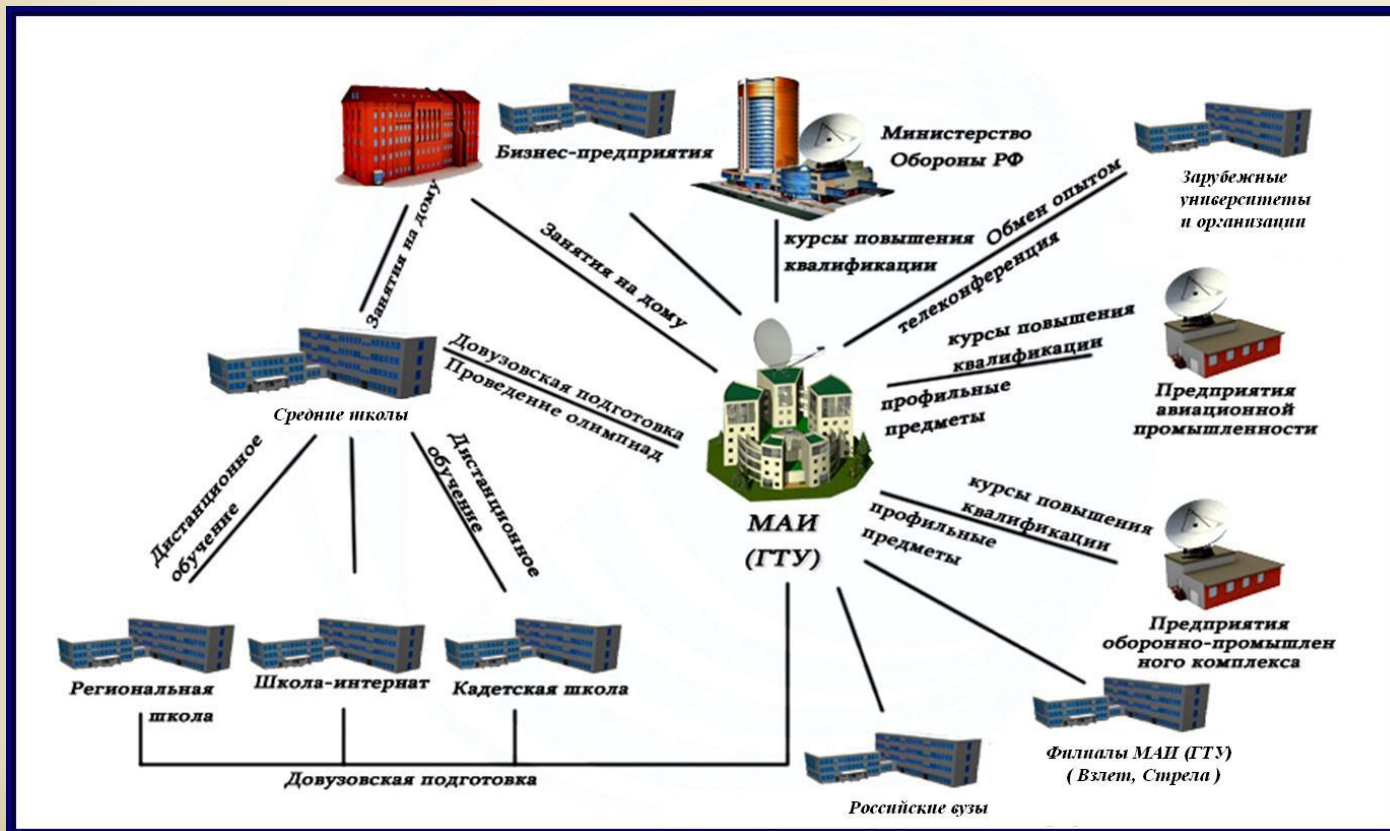 Бизнес-предприятия
Министерство
Обороны РФ
Зарубежные
университеты
и организации
Занятия на дому
Занятия на дому
курсы повышения
квалификации
Обмен опытом
телеконференция
курсы повышения
квалификации
профильные
предметы
Предприятия
авиационной
промышленности
Средние школы
Довузовская подготовка
Проведение олимпиад
МАИ
(ГТУ)
курсы повышения
квалификации
профильные
предметы
Предприятия
оборонно-промышлен
ного комплекса
Дистанционное
обучение
Дистанционное
обучение
Региональная
школа
Школа-интернат
Кадетская школа
Довузовская подготовка
Филиалы МАИ (ГТУ)
( Взлет, Стрела )
Российские вузы